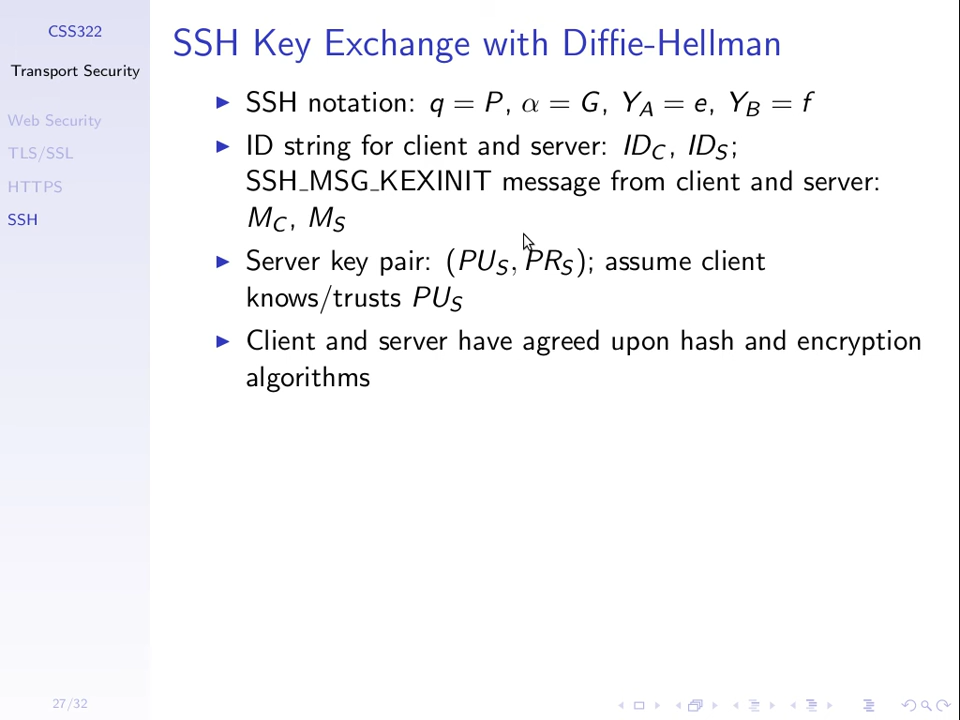 CSS322
Transport Security
Web Security
TLS/SSL
HTTPS
SSH
SSH Key Exchange with Diffie-Hellman
▶ SSH notation: q = P, α = G, Y_A = e, Y_B = f
▶ ID string for client and server: ID_C, ID_S;
SSH_MSG_KEXINIT message from client and server:
M_C, M_S
▶ Server key pair: (PU_S, PR_S); assume client
knows/trusts PU_S
▶ Client and server have agreed upon hash and encryption
algorithms
27/32